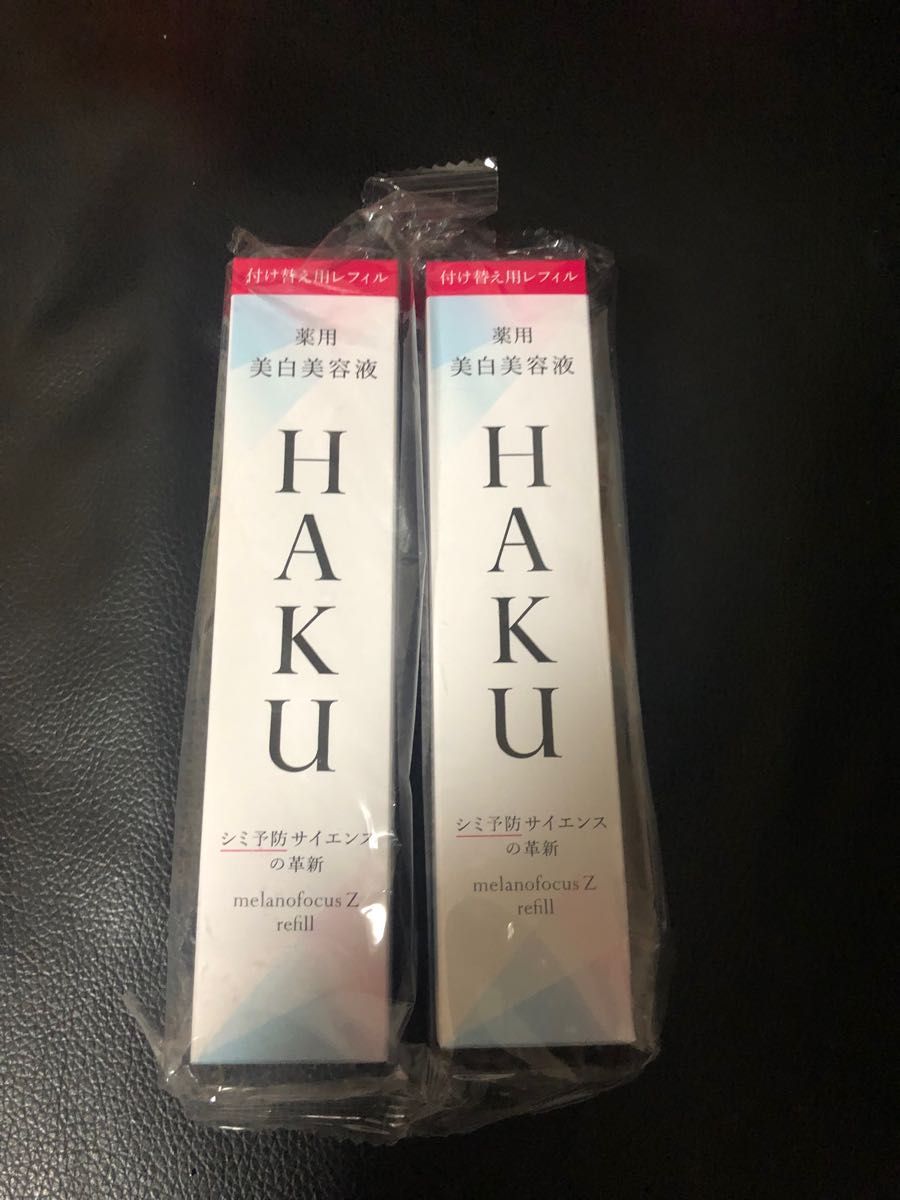 付け替え用レフィル
薬用
美白美容液
HAKU
シミ予防サイエンス
の革新
melanofocus Z
refill
付け替え用レフィル
薬用
美白美容液
HAKU
シミ予防サイエンス
の革新
melanofocus Z
refill